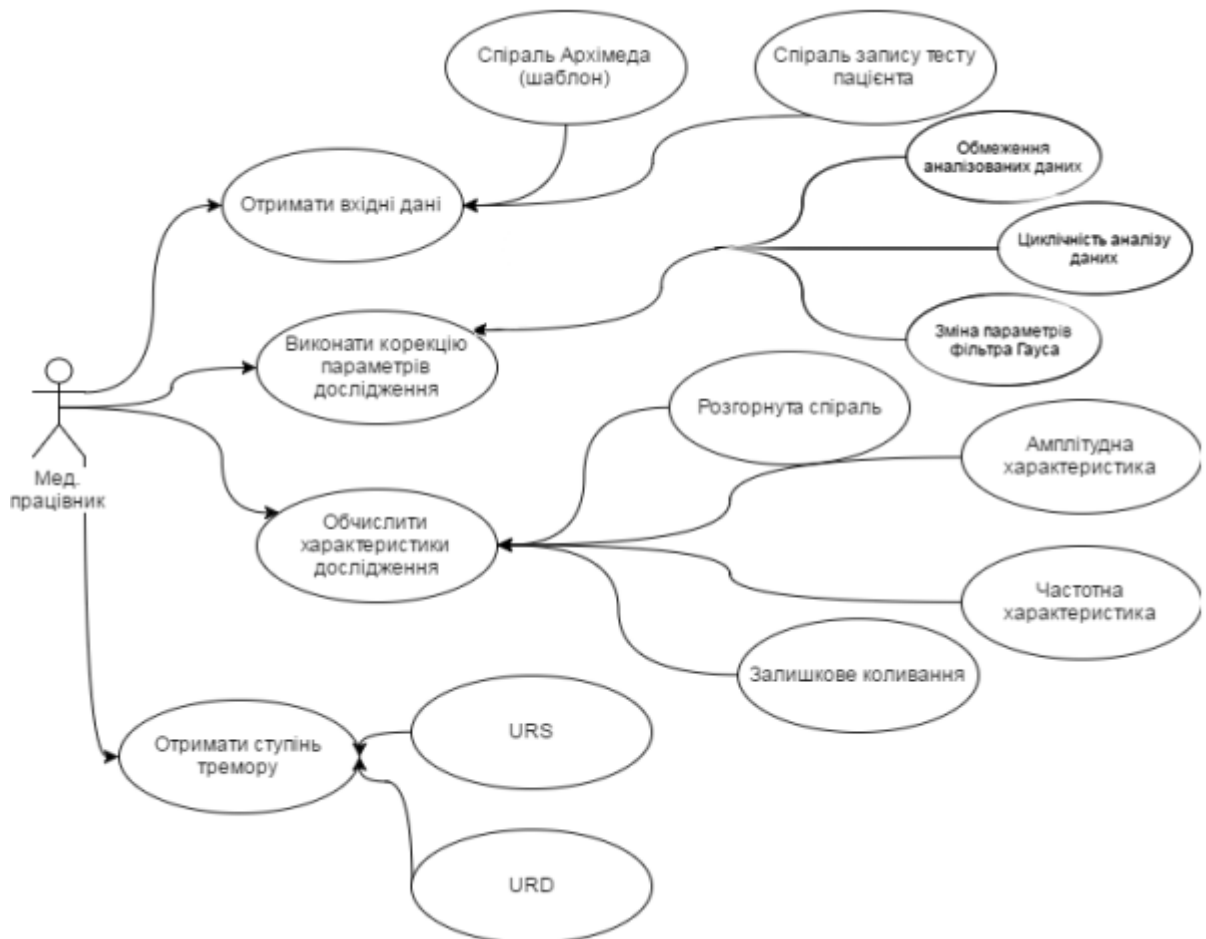 Спіраль Архімеда
(шаблон)
Спіраль запису тесту
пацієнта
Обмеження
аналізованих даних
Отримати вхідні дані
Циклічність аналізу
даних
Зміна параметрів
фільтра Гауса
Виконати корекцію
параметрів
дослідження
Розгорнута спіраль
Амплітудна
характеристика
Мед.
працівник
Обчислити
характеристики
дослідження
Частотна
характеристика
Залишкове коливання
Отримати ступінь
тремору
URS
URD